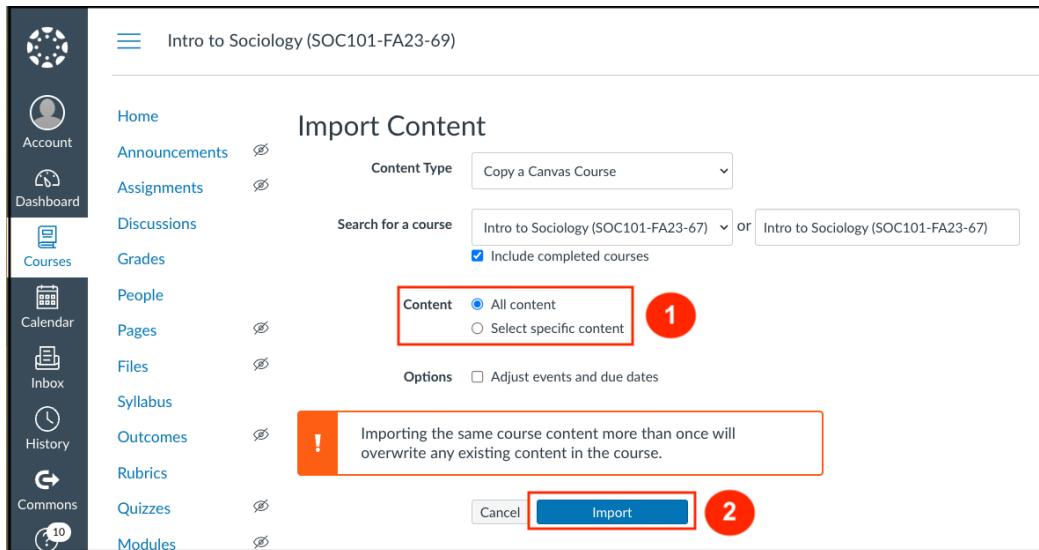 Intro to Sociology (SOC101-FA23-69)
Account
Dashboard
Courses
Calendar
Inbox
History
Commons
10
Home
Announcements
Assignments
Discussions
Grades
People
Pages
Files
Syllabus
Outcomes
Rubrics
Quizzes
Modules
Import Content
Content Type Copy a Canvas Course
Search for a course Intro to Sociology (SOC101-FA23-67) or Intro to Sociology (SOC101-FA23-67)
Include completed courses
Content All content
Select specific content
1
Options Adjust events and due dates
! Importing the same course content more than once will
overwrite any existing content in the course.
Cancel Import 2